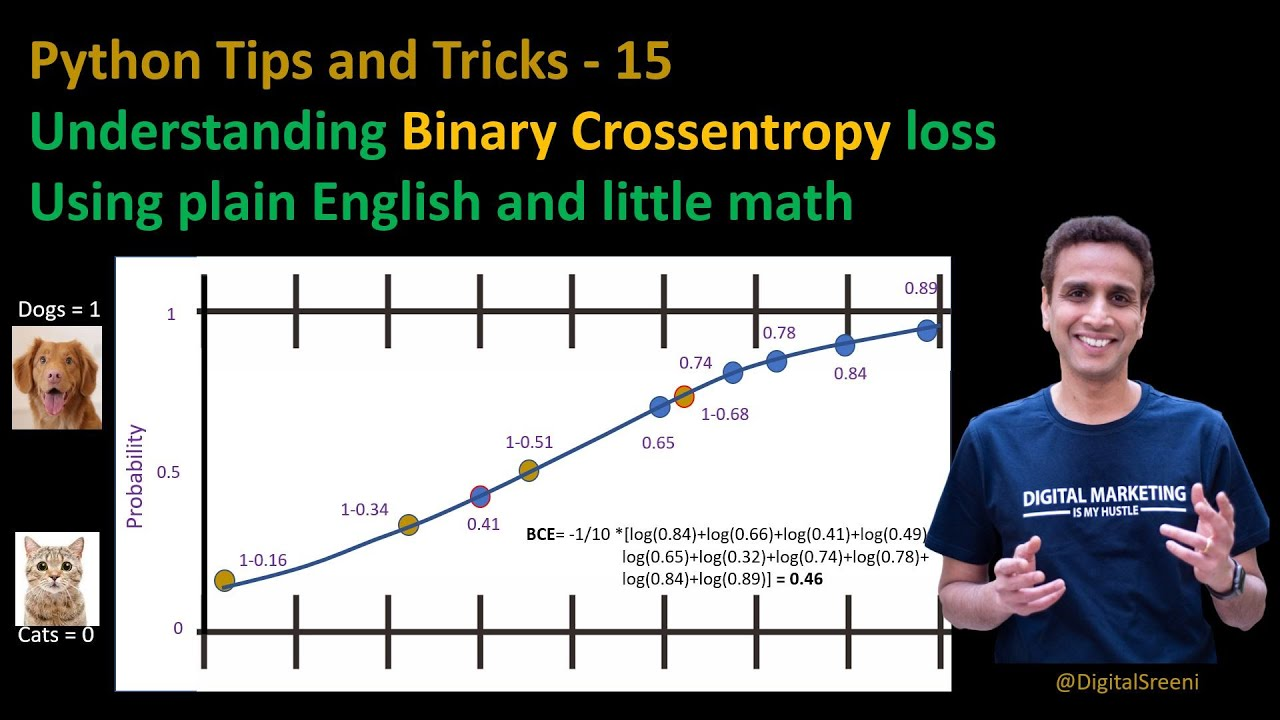 Python Tips and Tricks - 15
Understanding Binary Crossentropy loss
Using plain English and little math
Dogs = 1
Cats = 0
Probability
1
0.5
0
1-0.16
1-0.34
0.41
1-0.51
0.65
1-0.68
0.74
0.78
0.84
0.89
BCE= -1/10 *[log(0.84)+log(0.66)+log(0.41)+log(0.49)
log(0.65)+log(0.32)+log(0.74)+log(0.78)+
log(0.84)+log(0.89)] = 0.46
DIGITAL MARKETING
IS MY HUSTLE
@DigitalSreeni